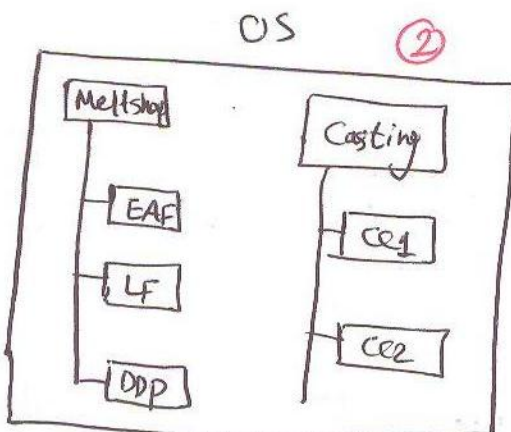 OS
2
Meltshop
EAF
LF
DDP
Casting
CC1
CC2